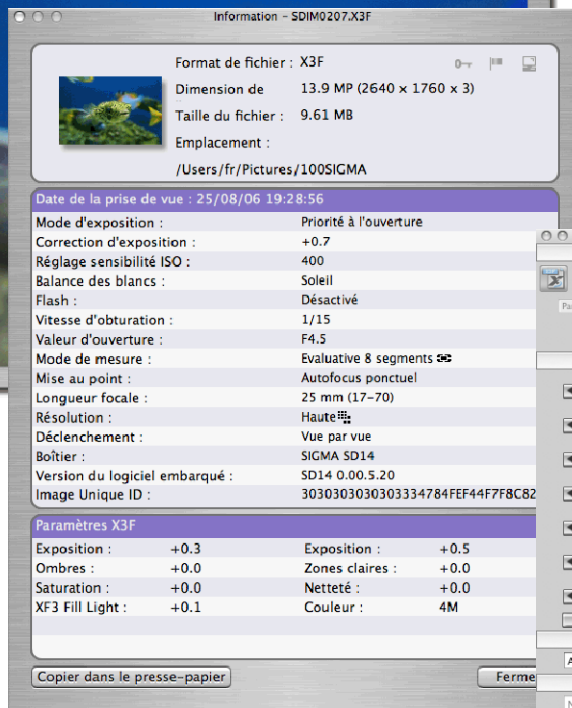 Information - SDIM0207.X3F
Format de fichier : X3F
Dimension de 13.9 MP (2640 x 1760 x 3)
Taille du fichier : 9.61 MB
Emplacement :
/Users/fr/Pictures/100SIGMA
Date de la prise de vue : 25/08/06 19:28:56
Mode d'exposition : Priorité à l'ouverture
Correction d'exposition : +0.7
Réglage sensibilité ISO : 400
Balance des blancs : Soleil
Flash : Désactivé
Vitesse d'obturation : 1/15
Valeur d'ouverture : F4.5
Mode de mesure : Evaluative 8 segments
Mise au point : Autofocus ponctuel
Longueur focale : 25 mm (17-70)
Résolution : Haute
Déclenchement : Vue par vue
Boîtier : SIGMA SD14
Version du logiciel embarqué : SD14 0.00.5.20
Image Unique ID : 3030303030303334784FEF44F7F8C82
Paramètres X3F
Exposition : +0.3 Exposition : +0.5
Ombres : +0.0 Zones claires : +0.0
Saturation : +0.0 Netteté : +0.0
XF3 Fill Light : +0.1 Couleur : 4M
Copier dans le presse-papier Ferme